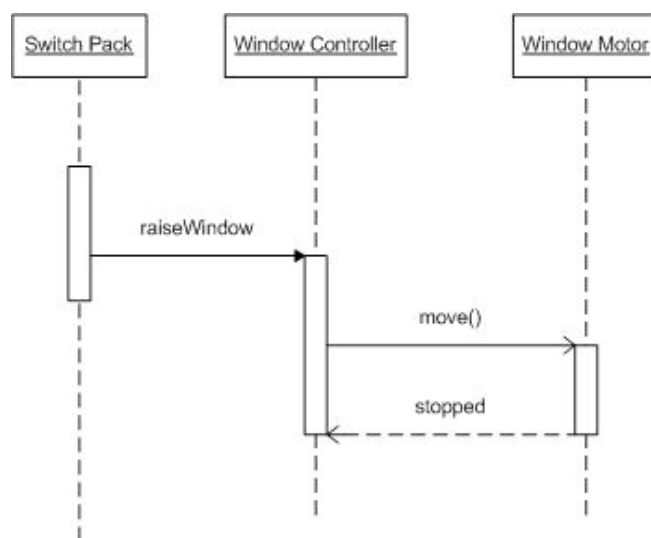 Switch Pack
Window Controller
Window Motor
raiseWindow
move()
stopped